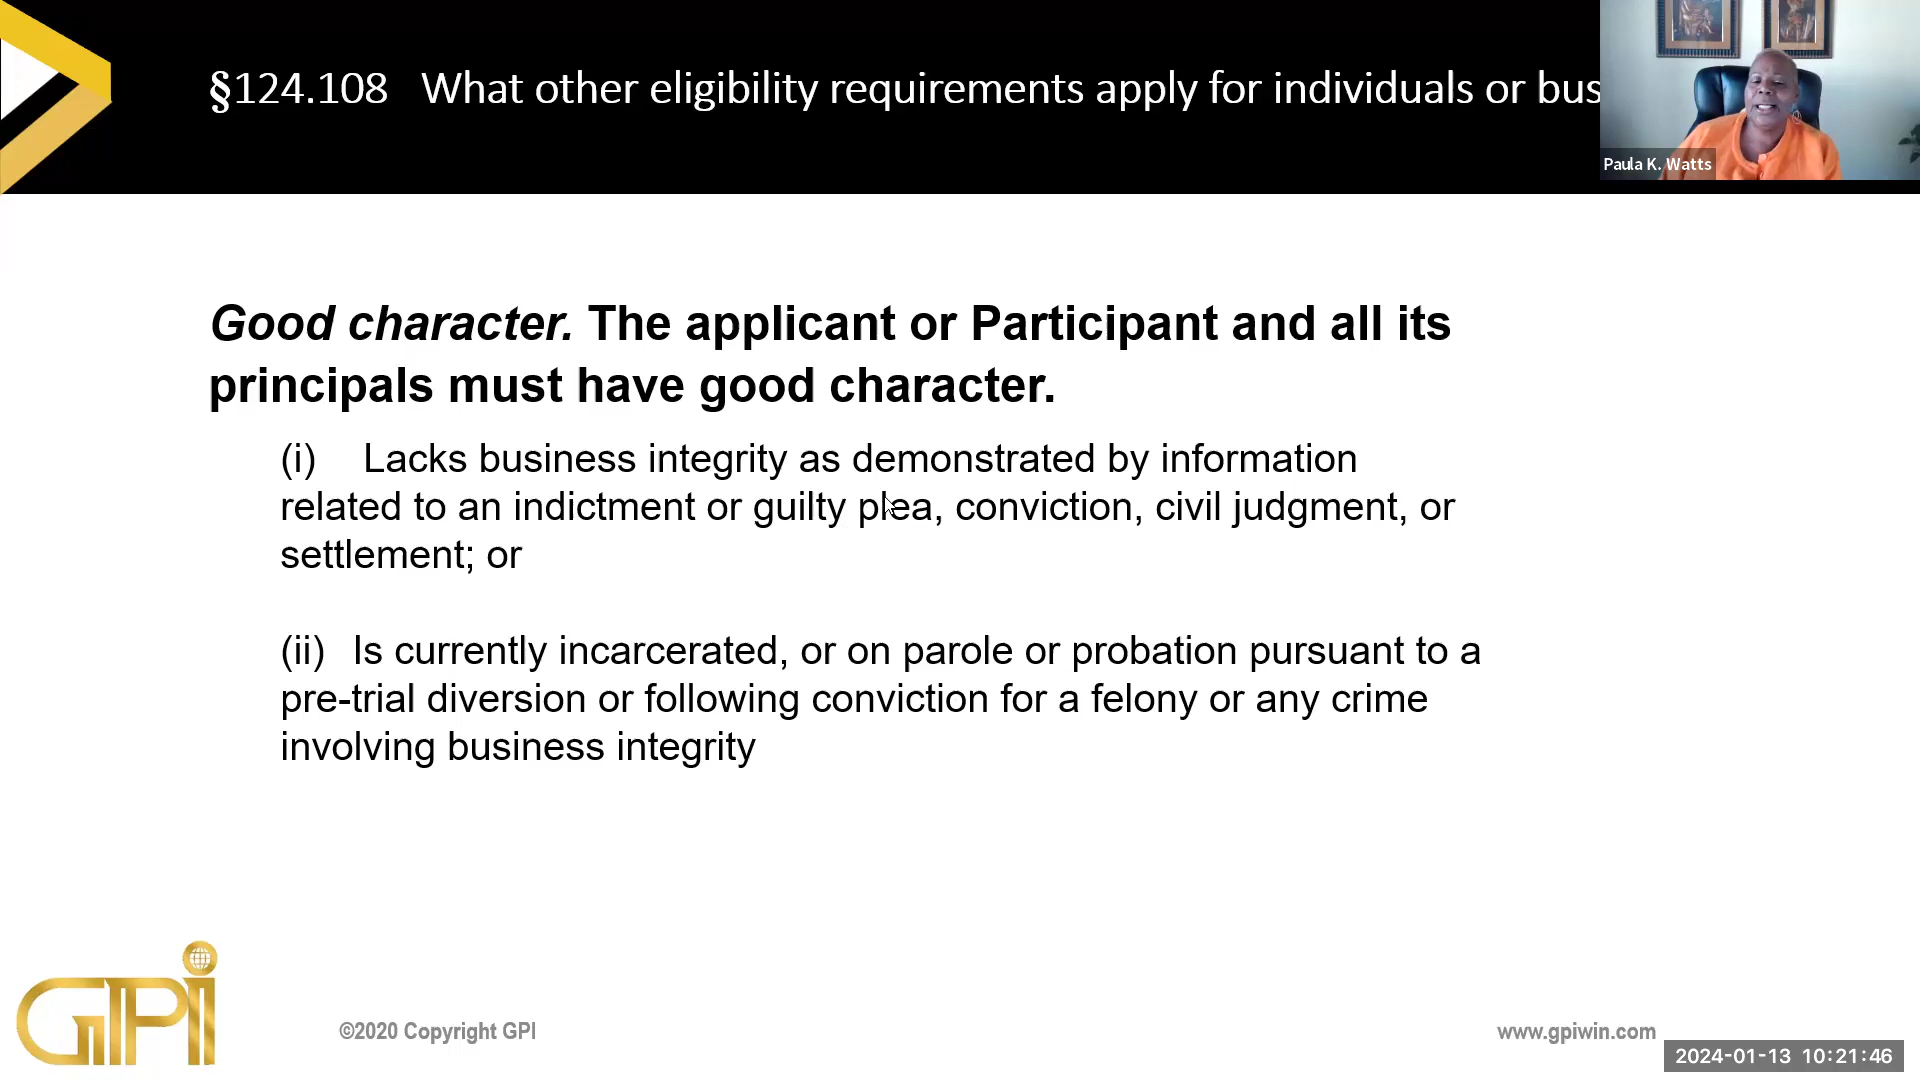 §124.108 What other eligibility requirements apply for individuals or bus
Paula K. Watts
Good character. The applicant or Participant and all its
principals must have good character.
(i) Lacks business integrity as demonstrated by information
related to an indictment or guilty plea, conviction, civil judgment, or
settlement; or
(ii) Is currently incarcerated, or on parole or probation pursuant to a
pre-trial diversion or following conviction for a felony or any crime
involving business integrity
GPi
©2020 Copyright GPI
www.gpiwin.com
2024-01-13 10:21:46